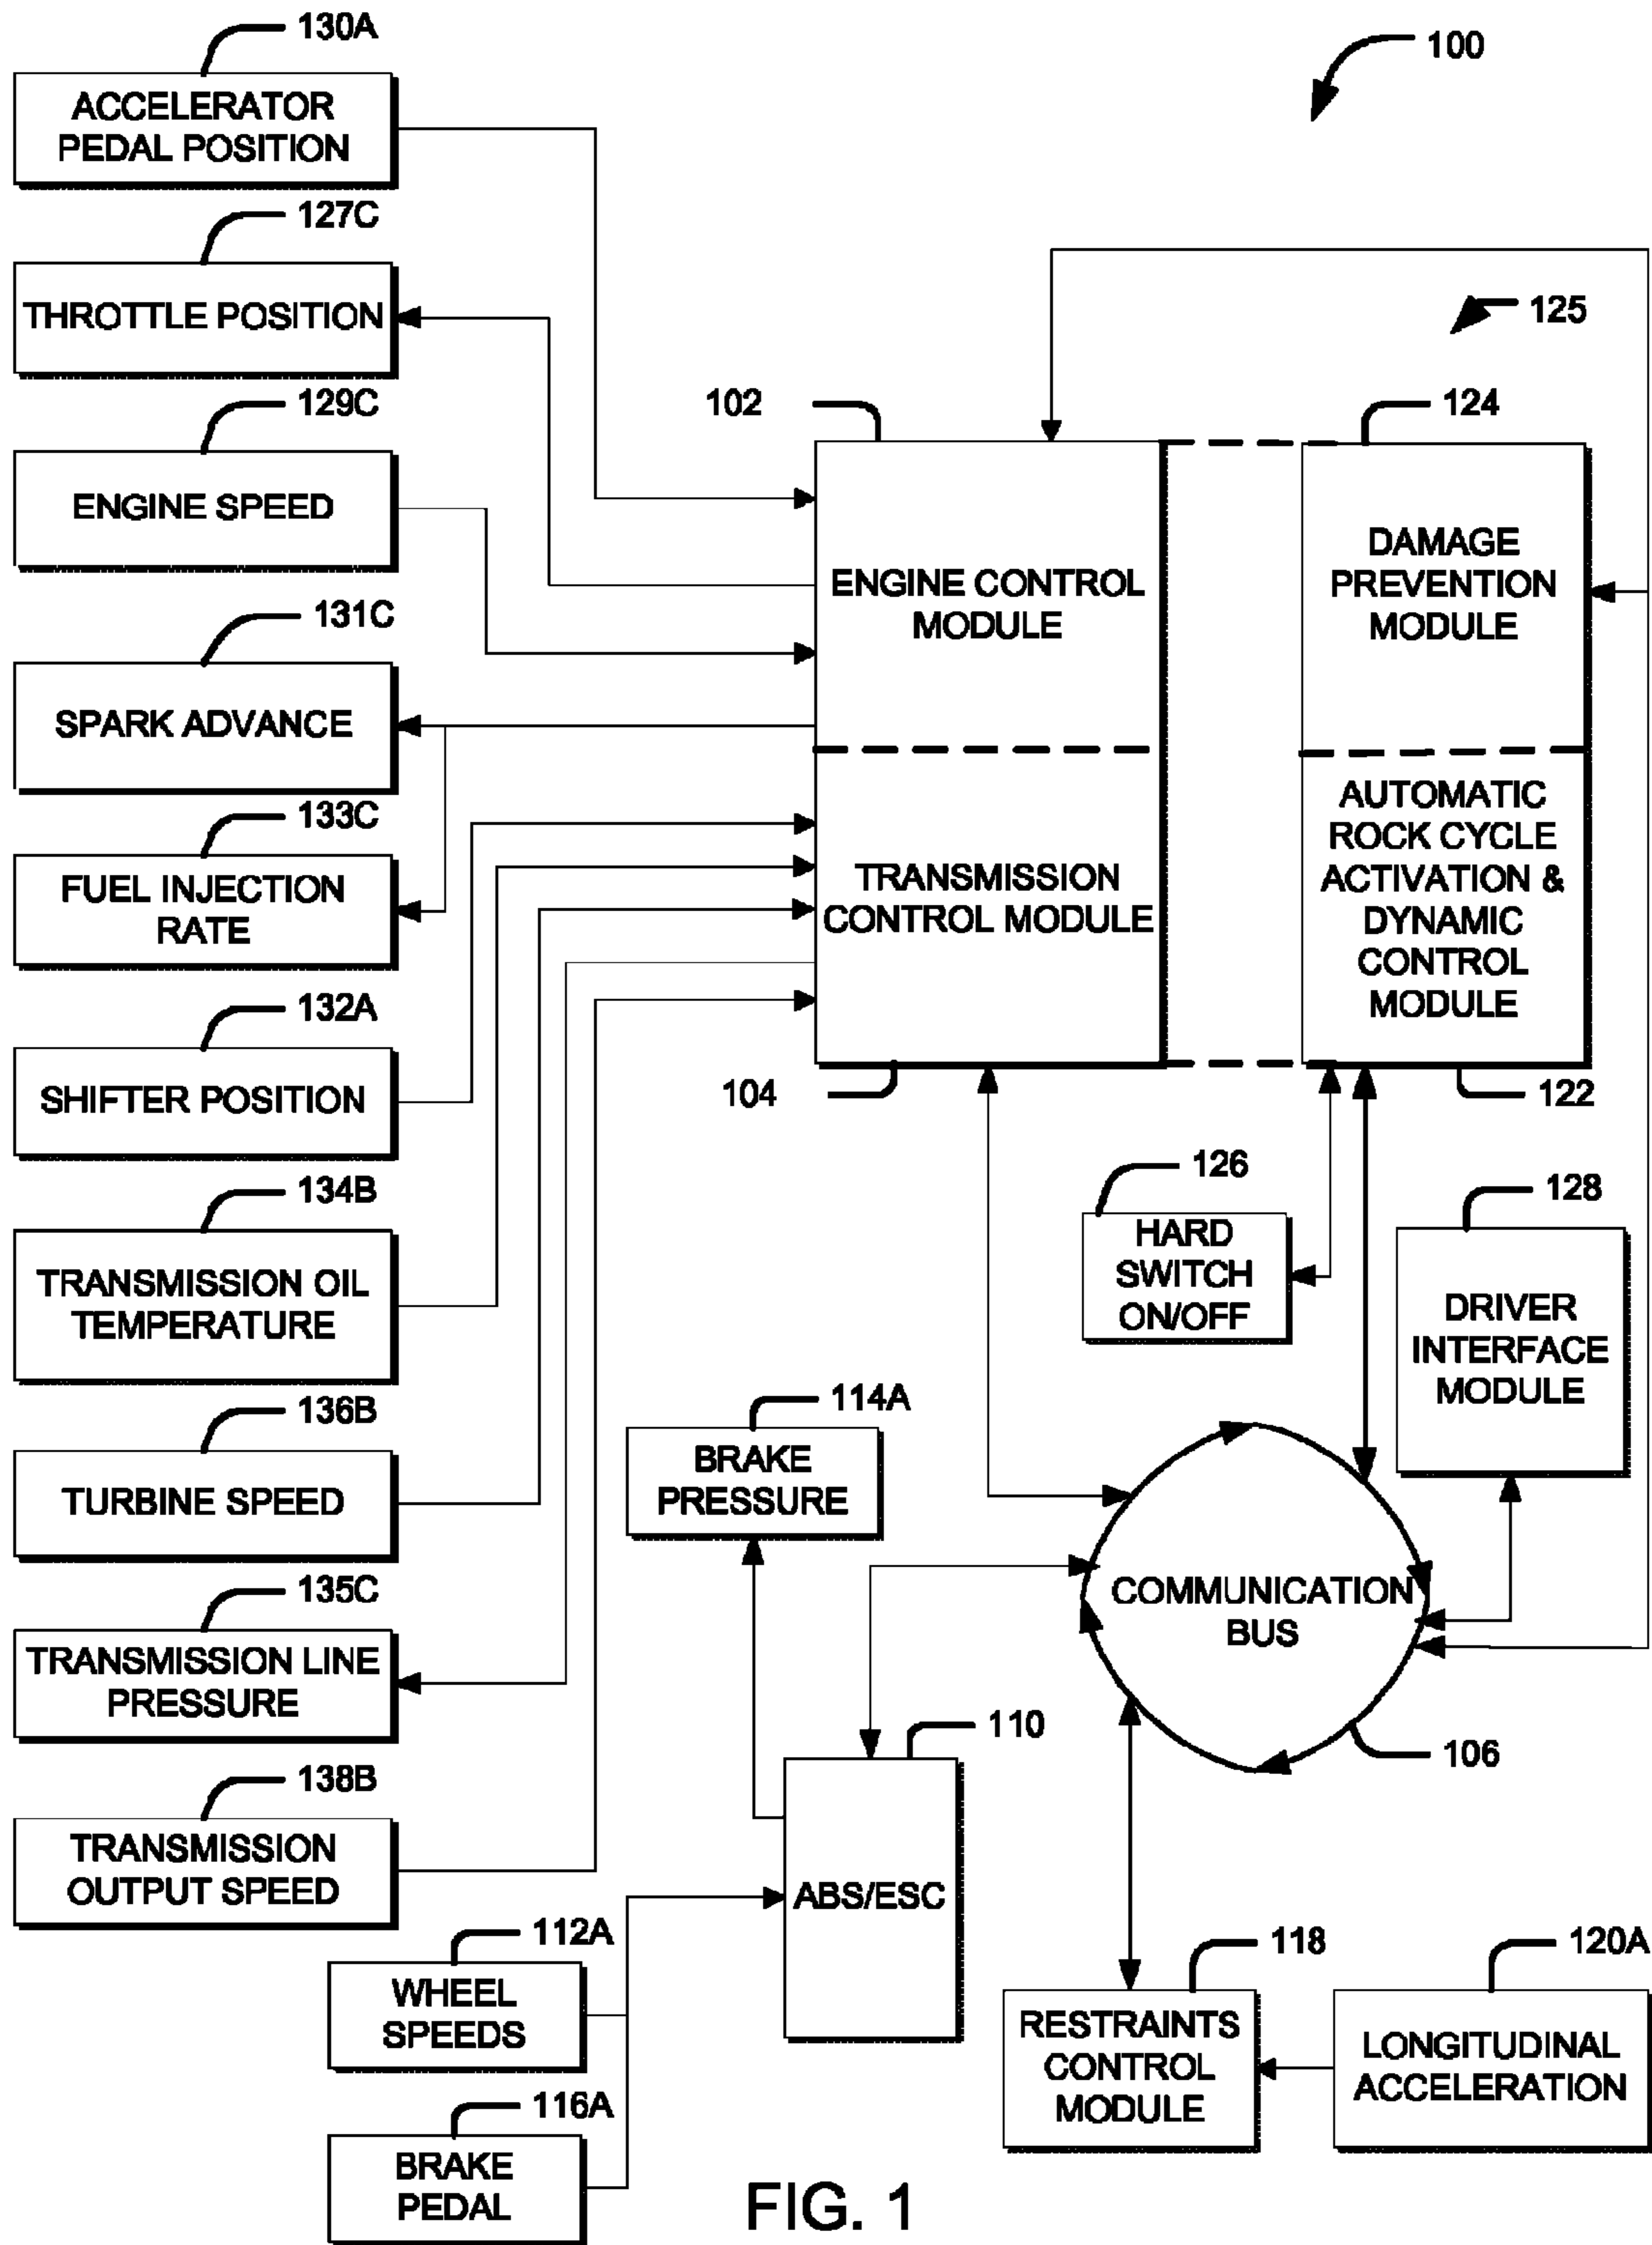 130A
ACCELERATOR
PEDAL POSITION
100
127C
THROTTLE POSITION
125
129C
ENGINE SPEED
102
124
ENGINE CONTROL
MODULE
DAMAGE
PREVENTION
MODULE
131C
SPARK ADVANCE
133C
FUEL INJECTION
RATE
TRANSMISSION
CONTROL MODULE
AUTOMATIC
ROCK CYCLE
ACTIVATION &
DYNAMIC
CONTROL
MODULE
132A
SHIFTER POSITION
104
122
134B
TRANSMISSION OIL
TEMPERATURE
126
HARD
SWITCH
ON/OFF
128
DRIVER
INTERFACE
MODULE
136B
TURBINE SPEED
114A
BRAKE
PRESSURE
135C
TRANSMISSION LINE
PRESSURE
COMMUNICATION
BUS
106
138B
TRANSMISSION
OUTPUT SPEED
110
ABS/ESC
112A
WHEEL
SPEEDS
116A
BRAKE
PEDAL
118
RESTRAINTS
CONTROL
MODULE
120A
LONGITUDINAL
ACCELERATION
FIG. 1